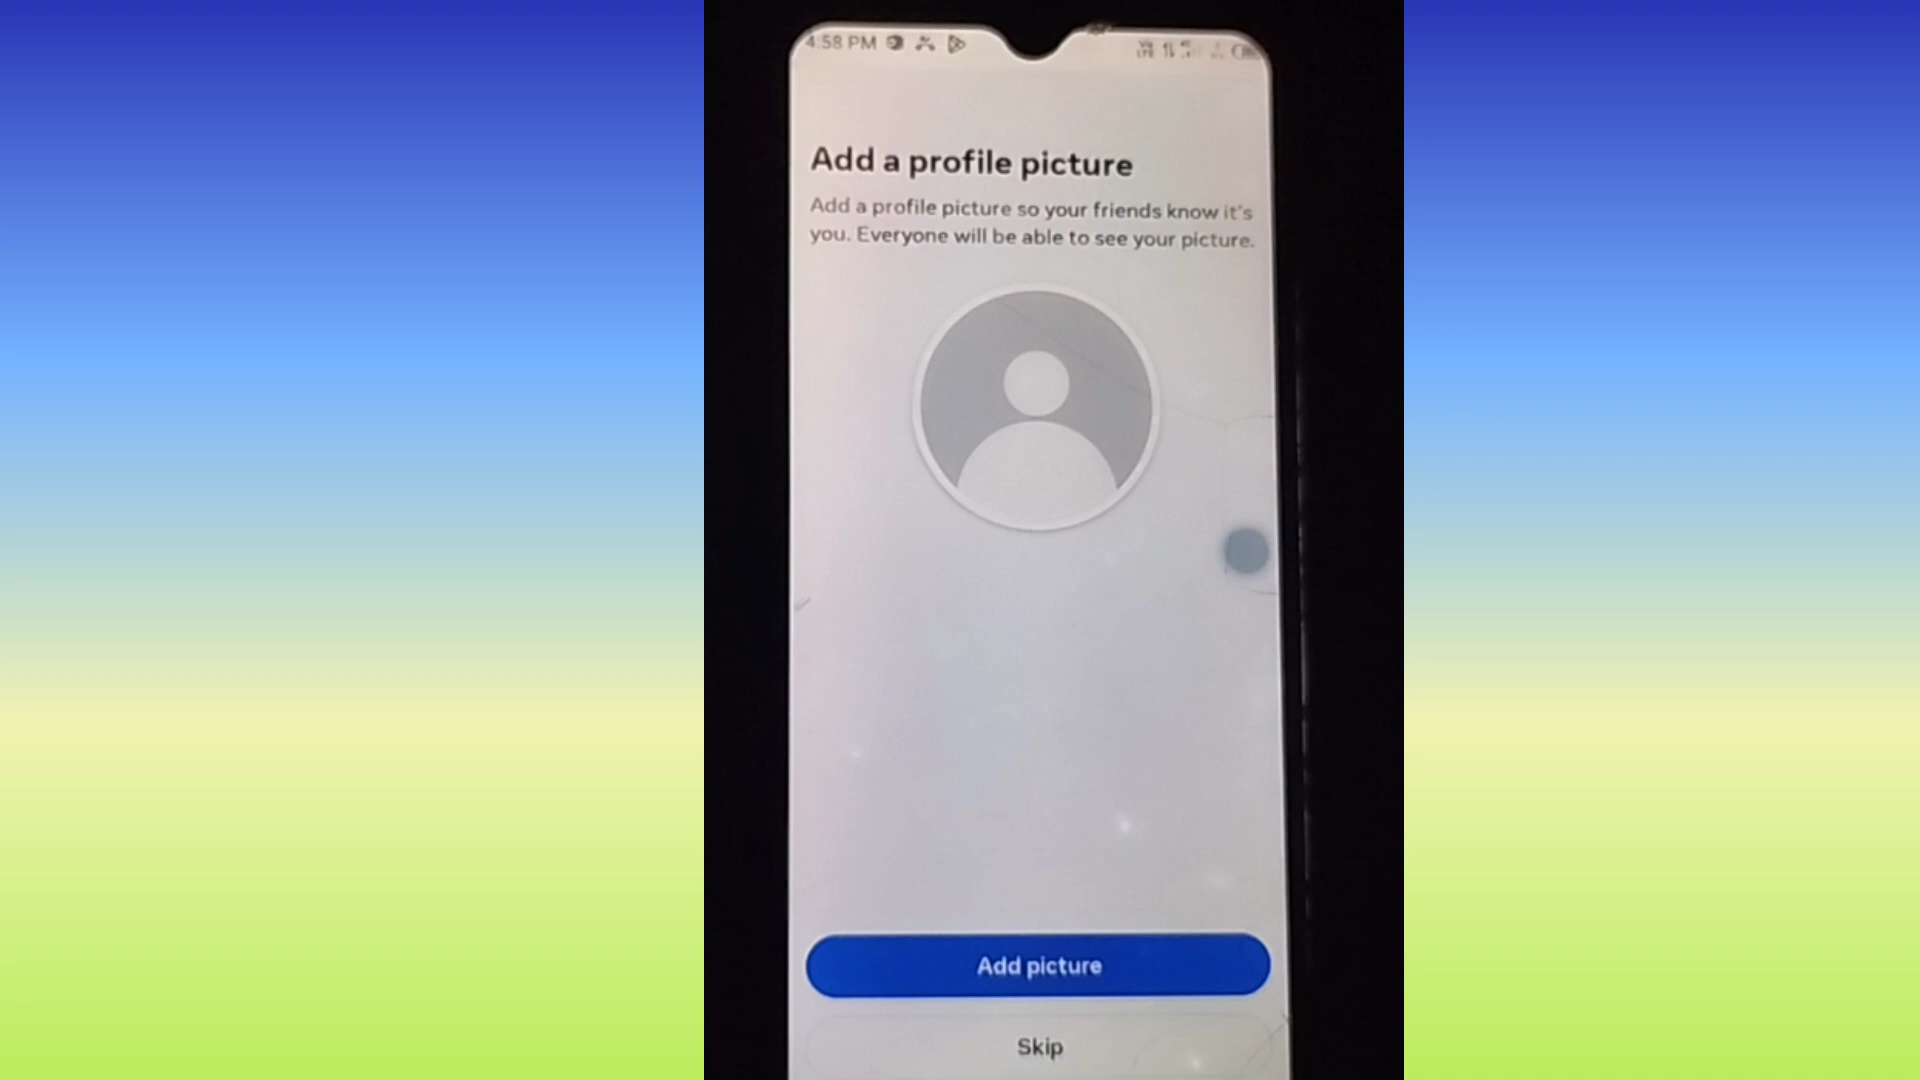 4:58 PM
Add a profile picture
Add a profile picture so your friends know it's
you. Everyone will be able to see your picture.
Add picture
Skip